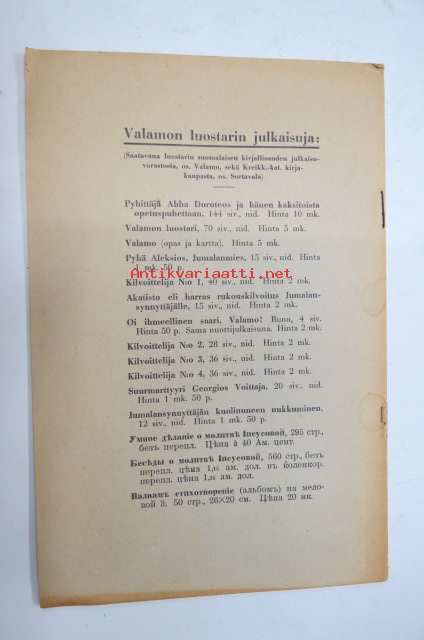 Valamon luostarin julkaisuja:
(Saatavana luostarin suomalaisen kirjallisuuden julkaisu-
varastosta, os. Valamo, sekä Kreikk.-kat. kirja-
kaupasta, os. Sortavala)
Pyhittäjä Abba Doroteos ja hänen kaksitoista
opetuspuhettaan. 144 siv., nid. Hinta 10 mk.
Valamon luostari, 70 siv., nid. Hinta 5 mk.
Valamo (opas ja kartta). Hinta 5 mk.
Pyhä Aleksios, Jumalanmies, 15 siv., nid. Hinta
1 mk. 50 p.
Antikvariaatti.net
Kilvoittelija N:o 1, 40 siv., nid. Hinta 2 mk.
Akatisto eli harras rukouskilvoitus Jumalan-
synnyttäjälle, 15 siv., nid. Hinta 2 mk.
Oi ihmeellinen saari, Valamo! Runo, 4 siv.
Hinta 50 p. Sama nuottijulkaisuna. Hinta 2 mk.
Kilvoittelija N:o 2, 28 siv., nid. Hinta 2 mk.
Kilvoittelija N:o 3, 36 siv., nid. Hinta 2 mk.
Kilvoittelija N:o 4, 36 siv., nid. Hinta 2 mk.
Suurmarttyyri Georgios Voittaja, 20 siv., nid.
Hinta 1 mk. 50 p.
Jumalansynnyttäjän kuolinuneen nukkuminen,
12 siv., nid. Hinta 1 mk. 50 p.
Умное дѣланіе о молитвѣ Іисусовой, 295 стр.,
безъ перепл. Цѣна à 40 Ам. цент.
Бесѣды о молитвѣ Іисусовой, 560 стр., безъ
перепл. цѣна ам. дол. въ коленкор.
перепл. цѣна ам. дол.
Валаамъ стихотвореніе (альбомъ) на мело-
вой б. 50 стр., 26×20 см. Цѣна 20 мк.